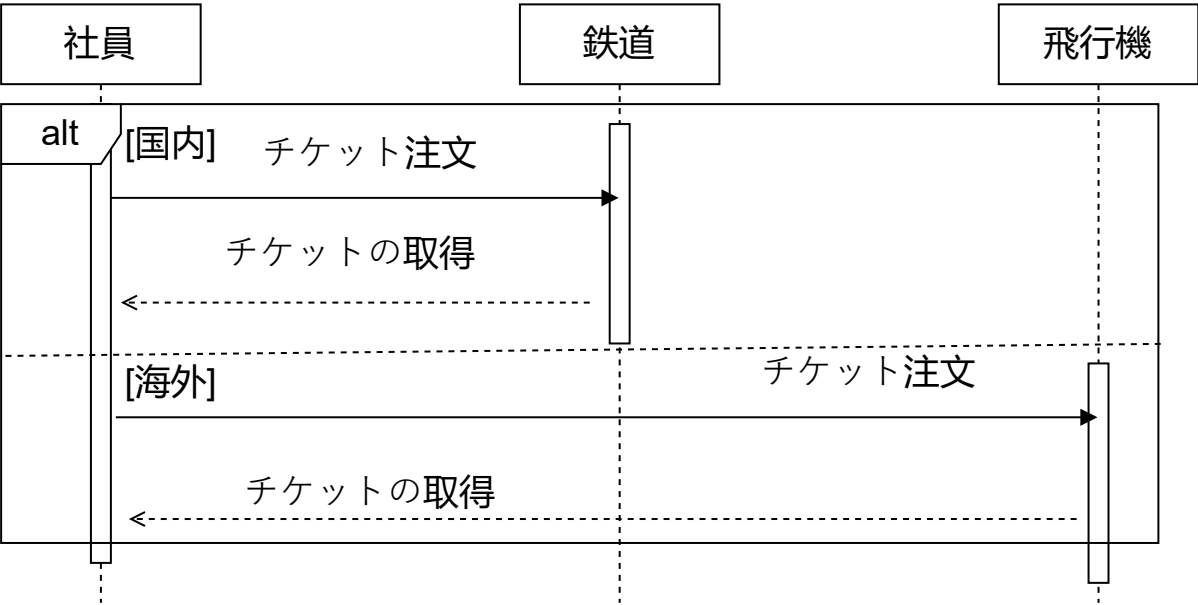 社員
鉄道
飛行機
alt
[国内]
チケット注文
チケットの取得
[海外]
チケット注文
チケットの取得